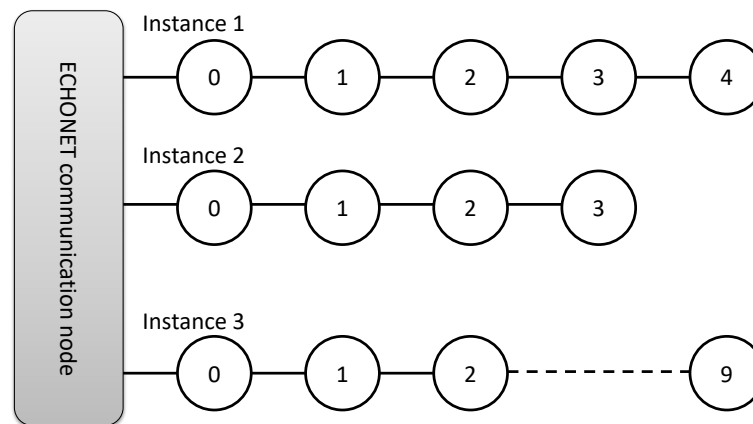 ECHONET communication node
Instance 1
0 1 2 3 4
Instance 2
0 1 2 3
Instance 3
0 1 2 9